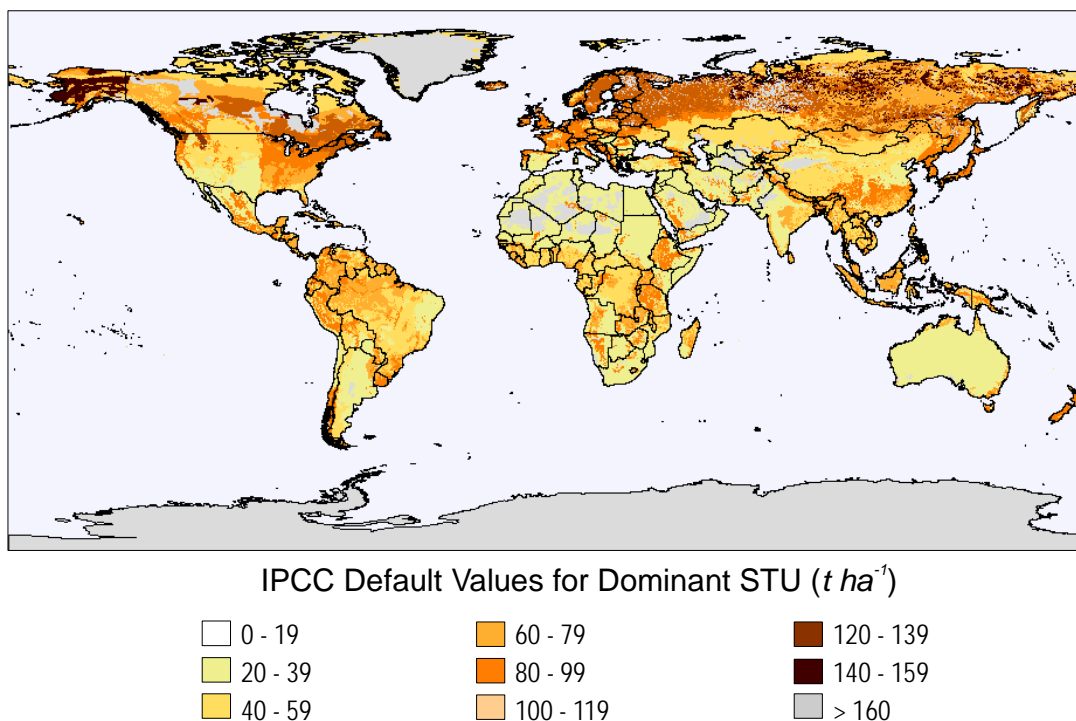 IPCC Default Values for Dominant STU (t ha⁻¹)
0 - 19
20 - 39
40 - 59
60 - 79
80 - 99
100 - 119
120 - 139
140 - 159
> 160